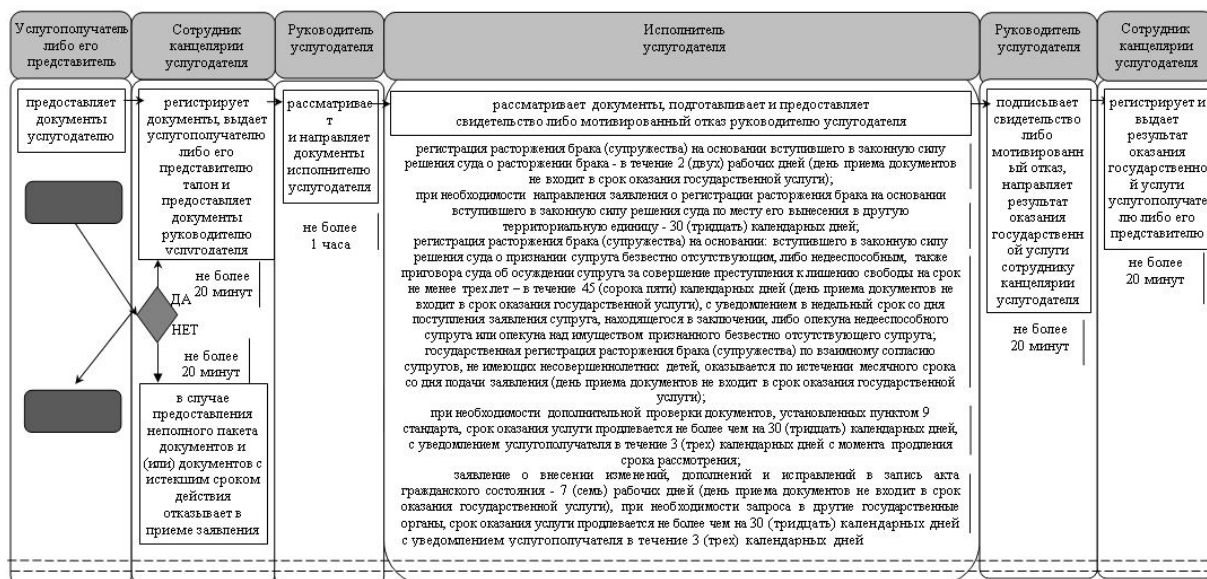 Услугополучатель
либо его
представитель
Сотрудник
канцелярии
услугодателя
Руководитель
услугодателя
Исполнитель
услугодателя
Руководитель
услугодателя
Сотрудник
канцелярии
услугодателя
предоставляет
документы
услугодателю
регистрирует
документы, выдает
услугополучателю
либо его
представителю
талон и
предоставляет
документы
руководителю
услугодателя
не более
20 минут
ДА
НЕТ
не более
20 минут
в случае
предоставления
неполного пакета
документов и
(или) документов с
истекшим сроком
действия
отказывает в
приеме заявления
рассматривае
т
и направляет
документы
исполнителю
услугодателя
не более
1 часа
рассматривает документы, подготавливает и предоставляет
свидетельство либо мотивированный отказ руководителю услугодателя
регистрация расторжения брака (супружества) на основании вступившего в законную силу
решения суда о расторжении брака - в течение 2 (двух) рабочих дней (день приема документов
не входит в срок оказания государственной услуги);
при необходимости направления заявления о регистрации расторжения брака на основании
вступившего в законную силу решения суда по месту его вынесения в другую
территориальную единицу - 30 (тридцать) календарных дней;
регистрация расторжения брака (супружества) на основании: вступившего в законную силу
решения суда о признании супруга безвестно отсутствующим, либо недееспособным, также
приговора суда об осуждении супруга за совершение преступления к лишению свободы на срок
не менее трех лет – в течение 45 (сорока пяти) календарных дней (день приема документов не
входит в срок оказания государственной услуги), с уведомлением в недельный срок со дня
поступления заявления супруга, находящегося в заключении, либо опекуна недееспособного
супруга или опекуна над имуществом признанного безвестно отсутствующего супруга;
государственная регистрация расторжения брака (супружества) по взаимному согласию
супругов, не имеющих несовершеннолетних детей, оказывается по истечении месячного срока
со дня подачи заявления (день приема документов не входит в срок оказания государственной
услуги);
при необходимости дополнительной проверки документов, установленных пунктом 9
стандарта, срок оказания услуги продлевается не более чем на 30 (тридцать) календарных дней,
с уведомлением услугополучателя в течение 3 (трех) календарных дней с момента продления
срока рассмотрения;
заявление о внесении изменений, дополнений и исправлений в запись акта
гражданского состояния - 7 (семь) рабочих дней (день приема документов не входит в срок
оказания государственной услуги), при необходимости запроса в другие государственные
органы, срок оказания услуги продлевается не более чем на 30 (тридцать) календарных дней
с уведомлением услугополучателя в течение 3 (трех) календарных дней
подписывает
свидетельство
либо
мотивирован
ный отказ,
направляет
результат
оказания
государствен
ной услуги
сотруднику
канцелярии
услугодателя
не более
20 минут
регистрирует и
выдает
результат
оказания
государственно
й услуги
услугополучате
лю либо его
представителю
не более
20 минут